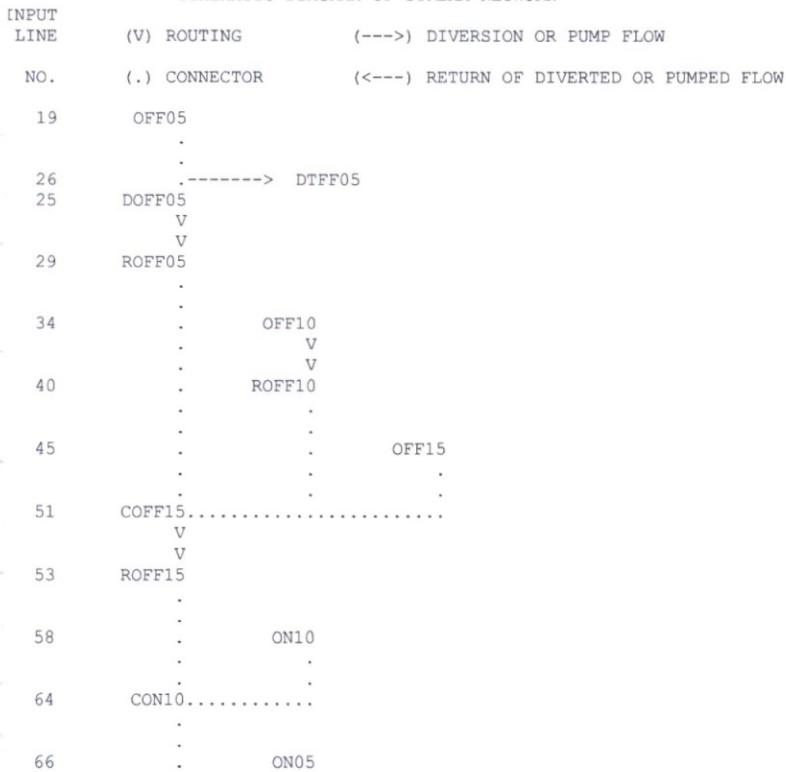 INPUT
LINE (V) ROUTING (--->) DIVERSION OR PUMP FLOW
NO. (.) CONNECTOR (<---) RETURN OF DIVERTED OR PUMPED FLOW
19 OFF05
.
.
26 .-------> DTFF05
25 DOFF05
V
V
29 ROFF05
.
.
34 . OFF10
. V
. V
40 . ROFF10
. .
. .
45 . . OFF15
. . .
. . .
51 COFF15........................
V
V
53 ROFF15
.
.
58 . ON10
. .
. .
64 CON10............
.
.
66 . ON05